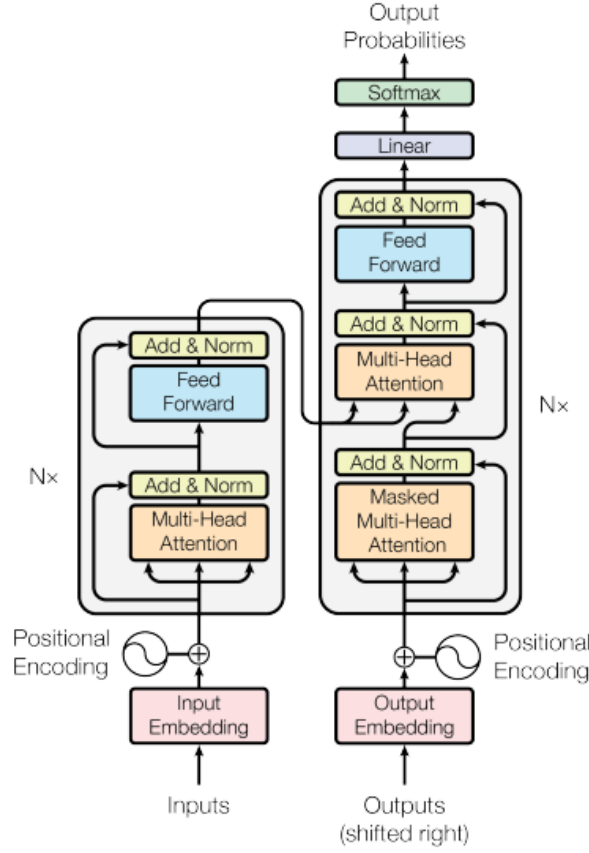 Output
Probabilities
Softmax
Linear
Add & Norm
Feed
Forward
Add & Norm
Multi-Head
Attention
Add & Norm
Masked
Multi-Head
Attention
N×
Add & Norm
Feed
Forward
Add & Norm
Multi-Head
Attention
N×
Positional
Encoding
Positional
Encoding
Input
Embedding
Output
Embedding
Inputs
Outputs
(shifted right)